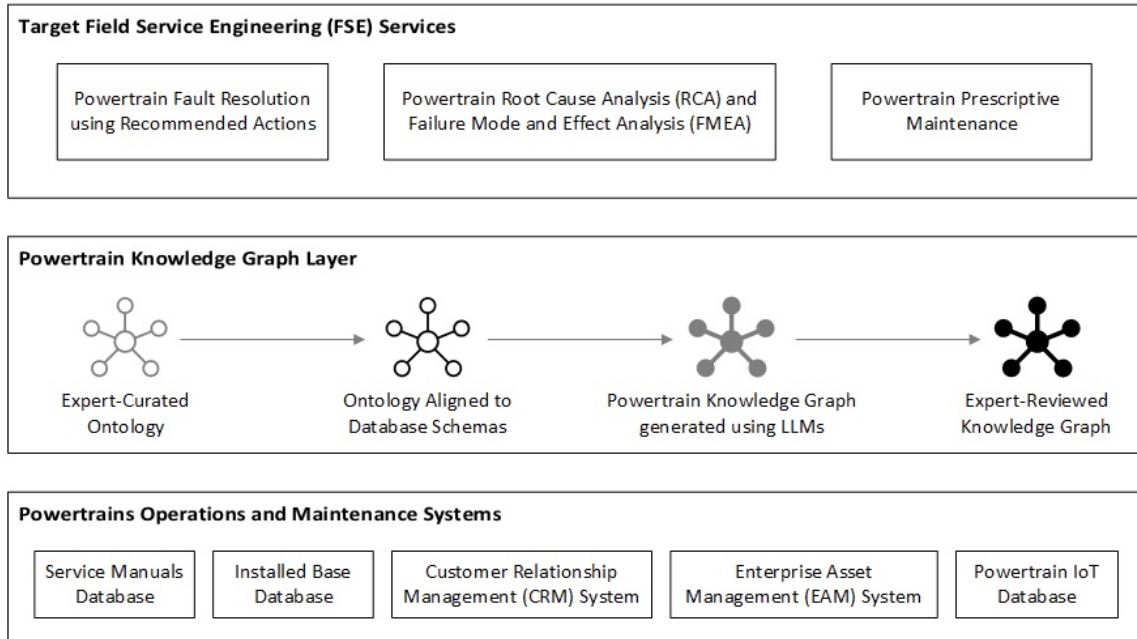 Target Field Service Engineering (FSE) Services
Powertrain Fault Resolution
using Recommended Actions
Powertrain Root Cause Analysis (RCA) and
Failure Mode and Effect Analysis (FMEA)
Powertrain Prescriptive
Maintenance
Powertrain Knowledge Graph Layer
Expert-Curated
Ontology
Ontology Aligned to
Database Schemas
Powertrain Knowledge Graph
generated using LLMs
Expert-Reviewed
Knowledge Graph
Powertrains Operations and Maintenance Systems
Service Manuals
Database
Installed Base
Database
Customer Relationship
Management (CRM) System
Enterprise Asset
Management (EAM) System
Powertrain IoT
Database